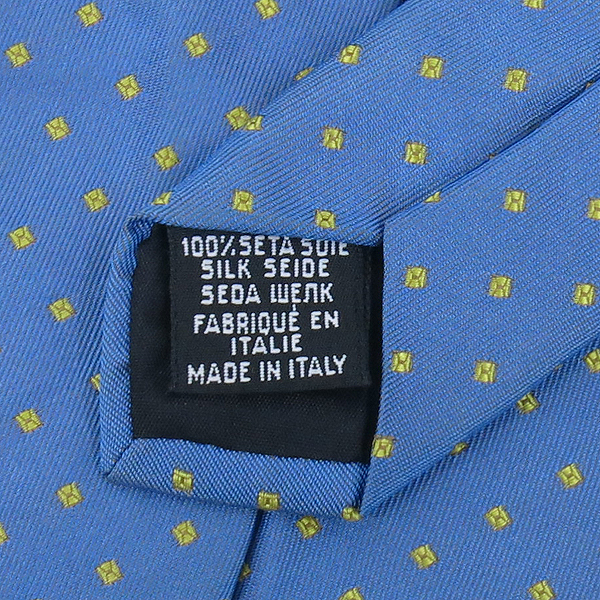 100% SETA SOIE
SILK SEIDE
SEDA ШЕЛК
FABRIQUÉ EN
ITALIE
MADE IN ITALY